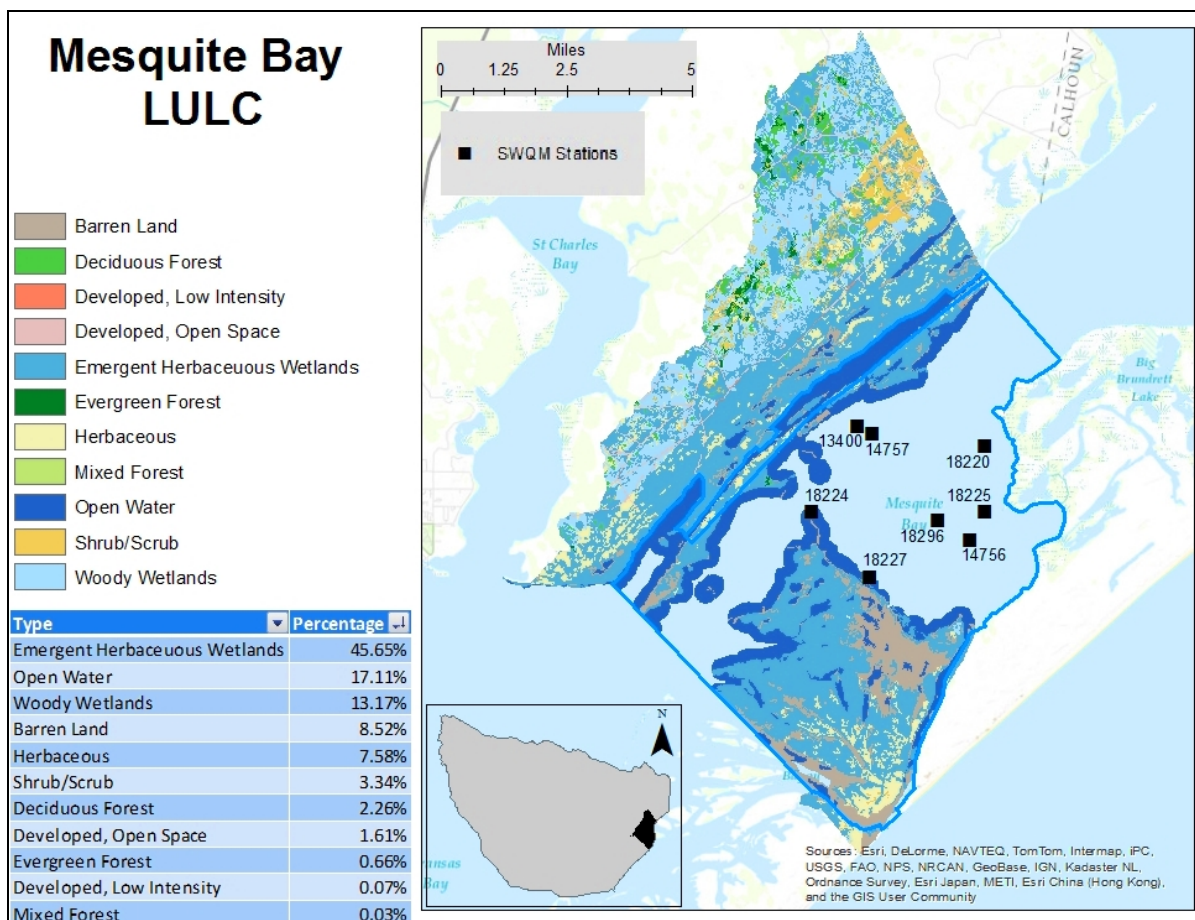 Mesquite Bay
LULC
Barren Land
Deciduous Forest
Developed, Low Intensity
Developed, Open Space
Emergent Herbaceuous Wetlands
Evergreen Forest
Herbaceous
Mixed Forest
Open Water
Shrub/Scrub
Woody Wetlands
Type Percentage
Emergent Herbaceuous Wetlands 45.65%
Open Water 17.11%
Woody Wetlands 13.17%
Barren Land 8.52%
Herbaceous 7.58%
Shrub/Scrub 3.34%
Deciduous Forest 2.26%
Developed, Open Space 1.61%
Evergreen Forest 0.66%
Developed, Low Intensity 0.07%
Mixed Forest 0.03%
Miles
0 1.25 2.5 5
SWQM Stations
CALHOUN
St Charles
Bay
Big
Brundrett
Lake
13400
14757
18220
18224
18225
Mesquite
Bay
18296
14756
18227
N
Bay
Sources: Esri, DeLorme, NAVTEQ, TomTom, Intermap, iPC,
USGS, FAO, NPS, NRCAN, GeoBase, IGN, Kadaster NL,
Ordnance Survey, Esri Japan, METI, Esri China (Hong Kong),
and the GIS User Community